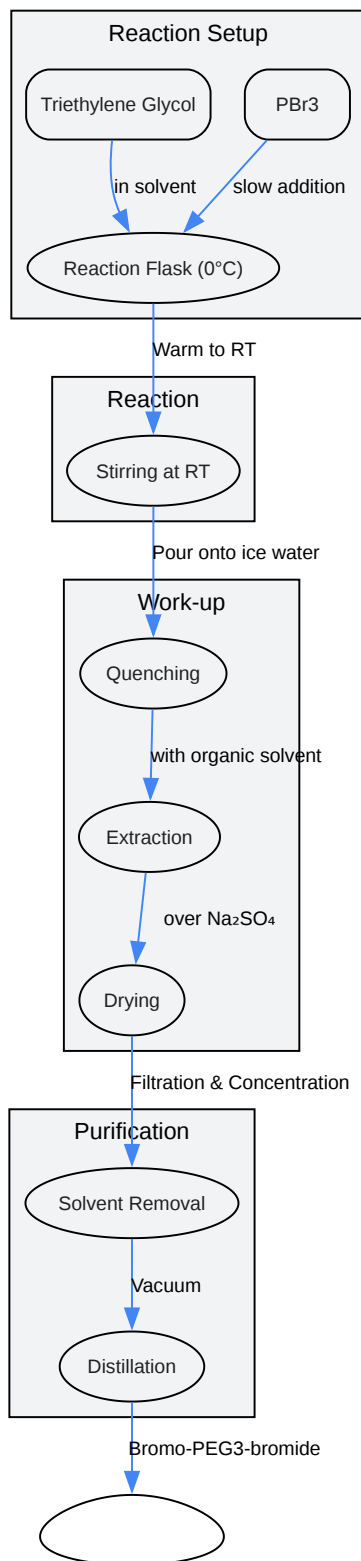 Reaction Setup
Triethylene Glycol
PBr3
in solvent
slow addition
Reaction Flask (0°C)
Warm to RT
Reaction
Stirring at RT
Pour onto ice water
Work-up
Quenching
with organic solvent
Extraction
over Na₂SO₄
Drying
Filtration & Concentration
Purification
Solvent Removal
Vacuum
Distillation
Bromo-PEG3-bromide